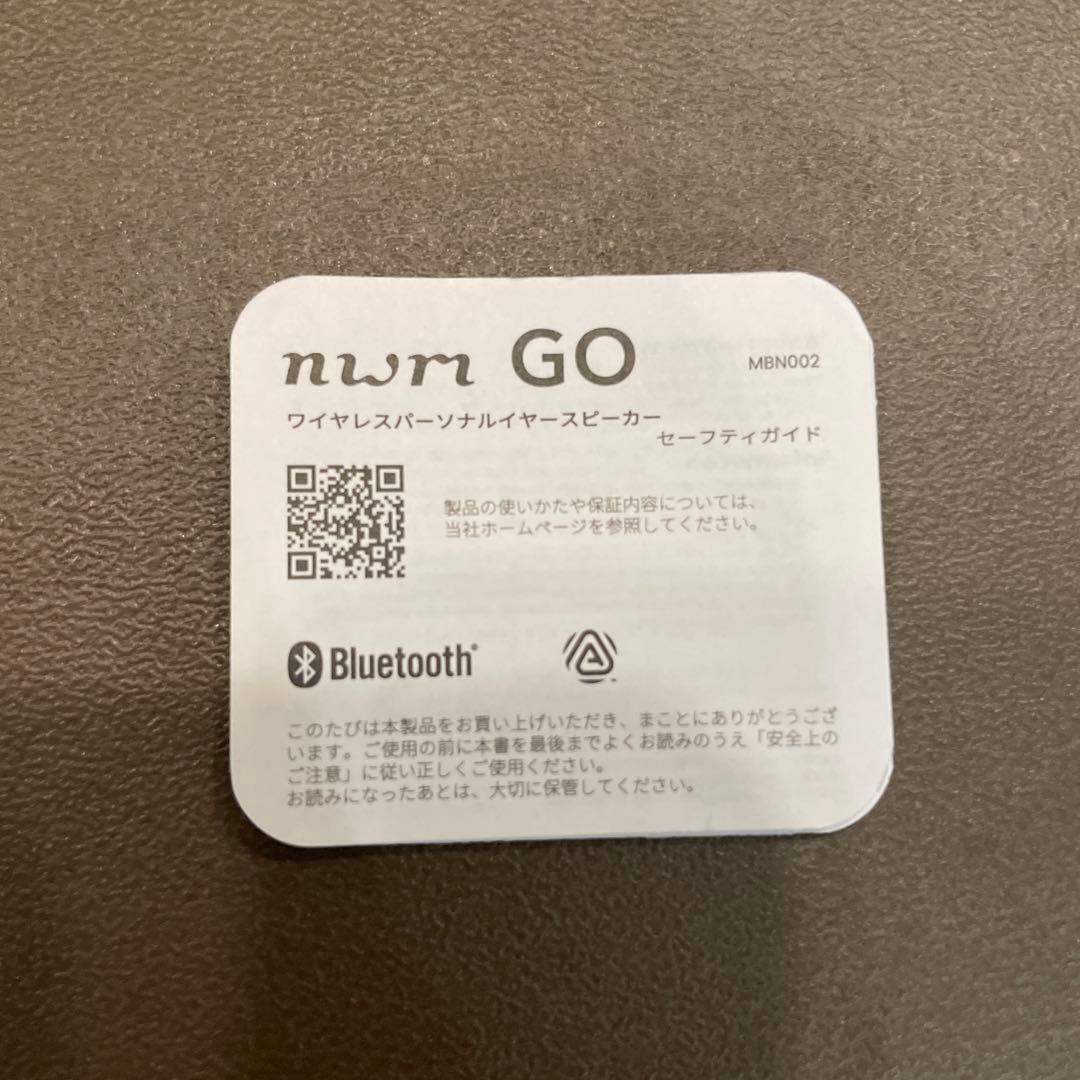 nwm GO
MBN002
ワイヤレスパーソナルイヤースピーカー
セーフティガイド
製品の使いかたや保証内容については、
当社ホームページを参照してください。
Bluetooth®
このたびは本製品をお買い上げいただき、まことにありがとうござ
います。ご使用の前に本書を最後までよくお読みのうえ「安全上の
ご注意」に従い正しくご使用ください。
お読みになったあとは、大切に保管してください。